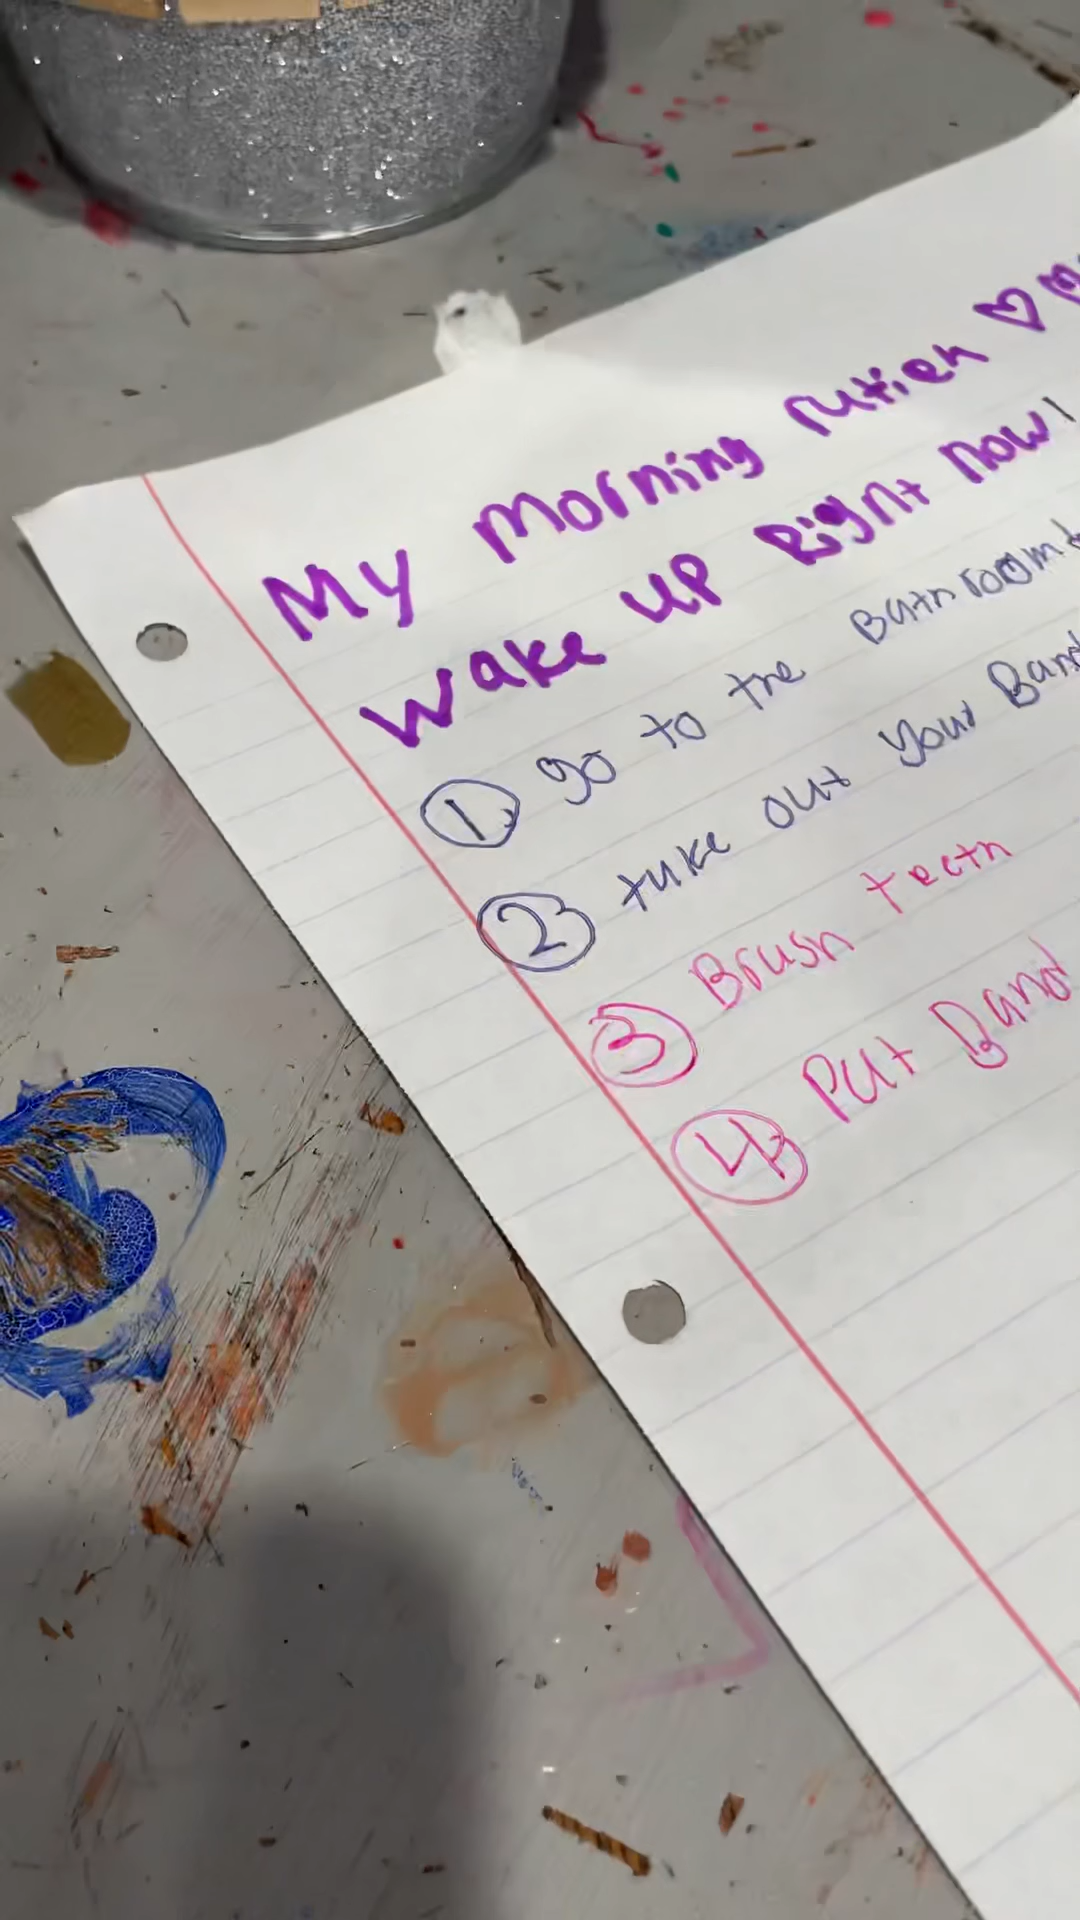 My morning rutien ♡♡
wake up Right now!
① go to the Bathroom
② take out your Band
③ Brush teeth
④ Put Band